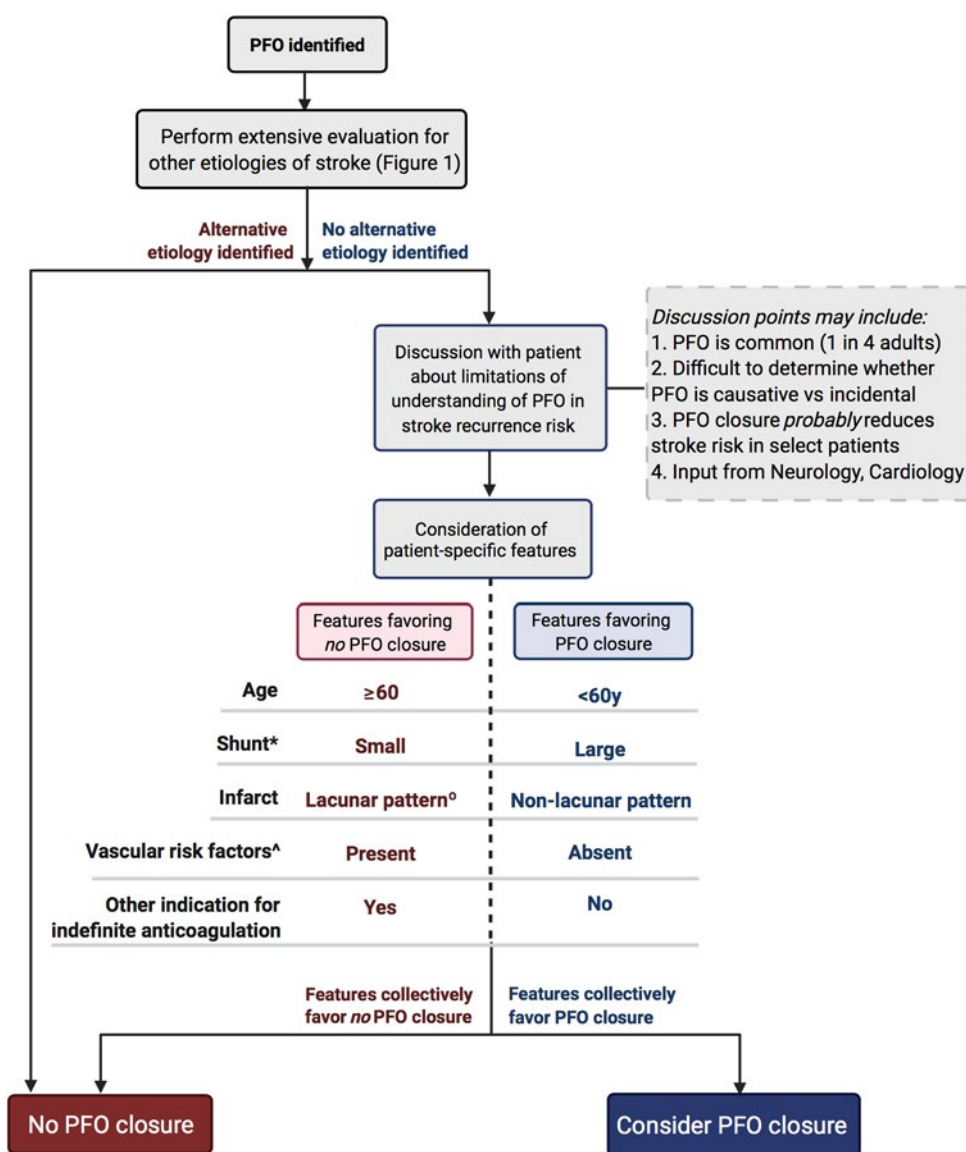 PFO identified
Perform extensive evaluation for
other etiologies of stroke (Figure 1)
Alternative
etiology identified
No alternative
etiology identified
Discussion with patient
about limitations of
understanding of PFO in
stroke recurrence risk
Discussion points may include:
1. PFO is common (1 in 4 adults)
2. Difficult to determine whether
PFO is causative vs incidental
3. PFO closure probably reduces
stroke risk in select patients
4. Input from Neurology, Cardiology
Consideration of
patient-specific features
Features favoring
no PFO closure
Features favoring
PFO closure
Age ≥60 <60y
Shunt* Small Large
Infarct Lacunar patternº Non-lacunar pattern
Vascular risk factors^ Present Absent
Other indication for
indefinite anticoagulation Yes No
Features collectively
favor no PFO closure
Features collectively
favor PFO closure
No PFO closure
Consider PFO closure